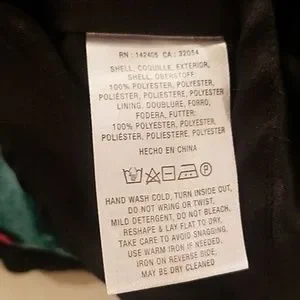 RN : 142405 CA : 32054
SHELL, COQUILLE, EXTERIOR,
SHELL, OBERSTOFF
100% POLYESTER, POLYESTER,
POLIÉSTER, POLIESTERE, POLYESTER
LINING, DOUBLURE, FORRO,
FODERA, FUTTER:
100% POLYESTER, POLYESTER,
POLIÉSTER, POLIESTERE, POLYESTER
HECHO EN CHINA
HAND WASH COLD, TURN INSIDE OUT,
DO NOT WRING OR TWIST,
MILD DETERGENT, DO NOT BLEACH,
RESHAPE & LAY FLAT TO DRY.
TAKE CARE TO AVOID SNAGGING,
USE WARM IRON IF NEEDED.
IRON ON REVERSE SIDE,
MAY BE DRY CLEANED